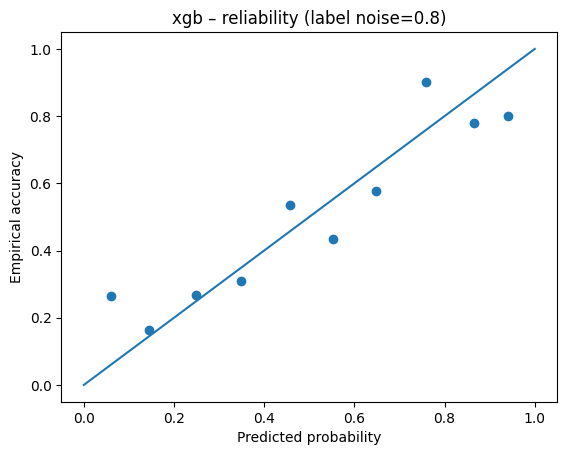 xgb – reliability (label noise=0.8)
1.0
0.8
0.6
0.4
0.2
0.0
Empirical accuracy
0.0 0.2 0.4 0.6 0.8 1.0
Predicted probability